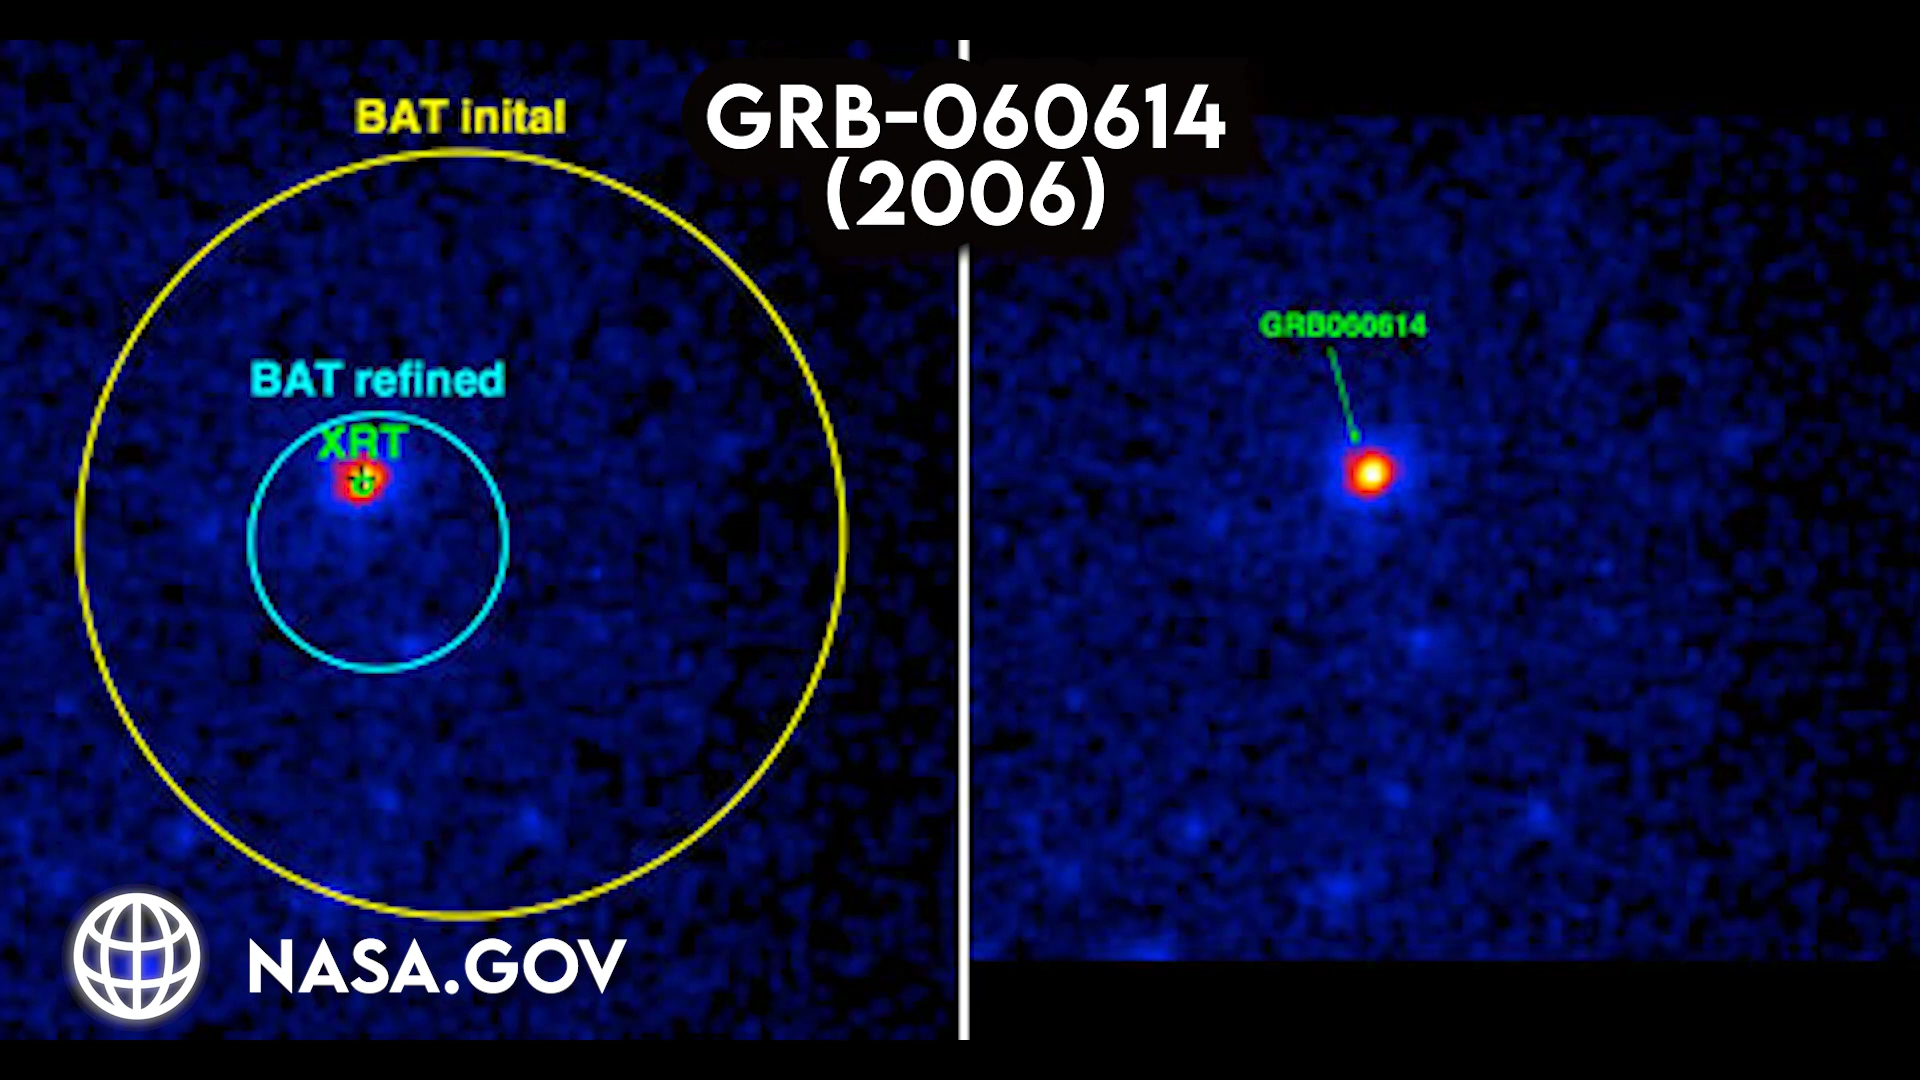 GRB-060614
(2006)
BAT inital
BAT refined
XRT
GRB060614
NASA.GOV